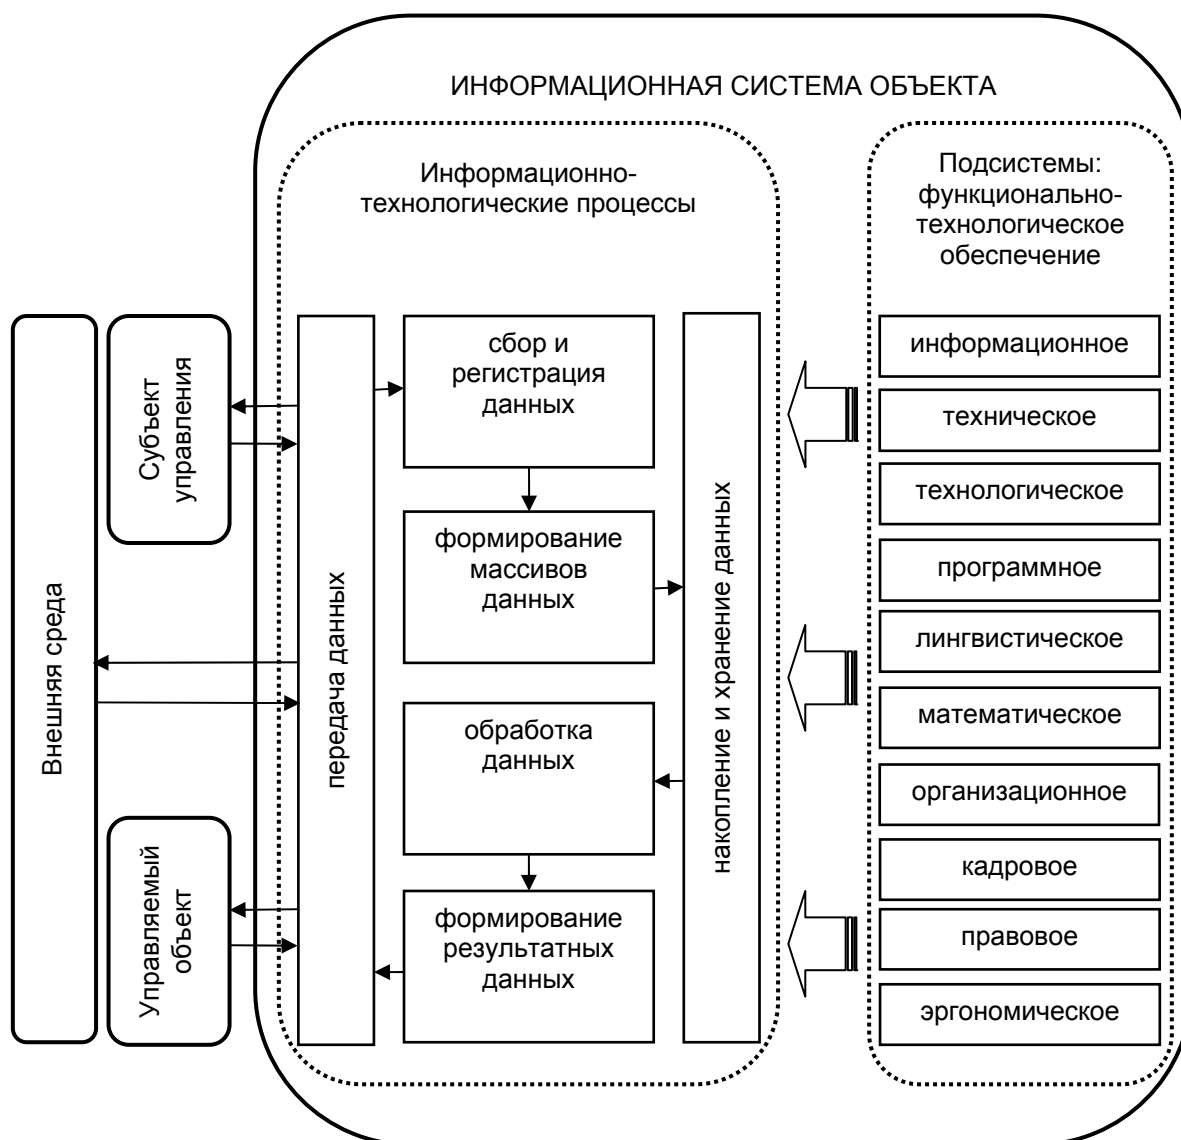 ИНФОРМАЦИОННАЯ СИСТЕМА ОБЪЕКТА
Информационно-
технологические процессы
Подсистемы:
функционально-
технологическое
обеспечение
Внешняя среда
Субъект
управления
Управляемый
объект
передача данных
сбор и
регистрация
данных
формирование
массивов
данных
обработка
данных
формирование
результатных
данных
накопление и хранение данных
информационное
техническое
технологическое
программное
лингвистическое
математическое
организационное
кадровое
правовое
эргономическое